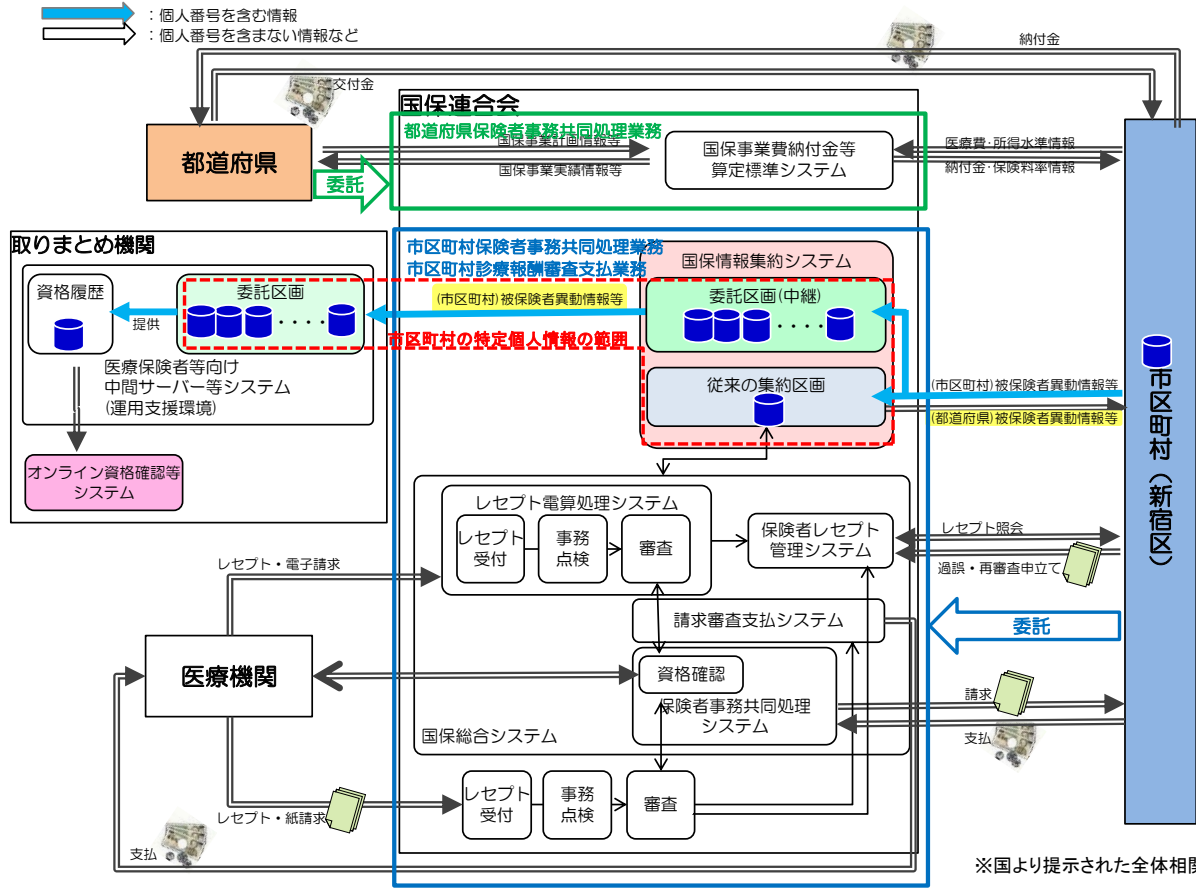 ：個人番号を含む情報
：個人番号を含まない情報など
納付金
交付金
国保連合会
都道府県保険者事務共同処理業務
都道府県
国保事業計画情報等
国保事業実績情報等
委託
国保事業費納付金等
算定標準システム
医療費・所得水準情報
納付金・保険料率情報
取りまとめ機関
資格履歴
提供
委託区画
医療保険者等向け
中間サーバー等システム
(運用支援環境)
オンライン資格確認等
システム
市区町村保険者事務共同処理業務
市区町村診療報酬審査支払業務
(市区町村)被保険者異動情報等
市区町村の特定個人情報の範囲
国保情報集約システム
委託区画(中継)
従来の集約区画
(市区町村)被保険者異動情報等
(都道府県)被保険者異動情報等
市区町村（新宿区）
レセプト電算処理システム
レセプト
受付
事務
点検
審査
保険者レセプト
管理システム
レセプト照会
過誤・再審査申立て
レセプト・電子請求
請求審査支払システム
委託
医療機関
資格確認
保険者事務共同処理
システム
請求
支払
国保総合システム
レセプト
受付
事務
点検
審査
レセプト・紙請求
支払
※国より提示された全体相関